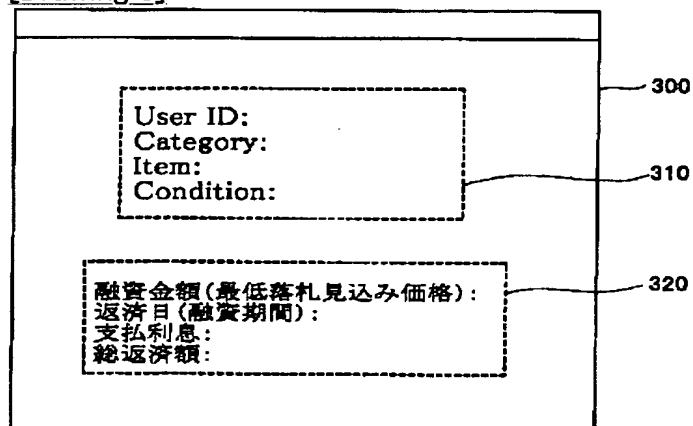 300
User ID:
Category:
Item:
Condition:
310
融資金額(最低落札見込み価格):
返済日(融資期間):
支払利息:
総返済額:
320